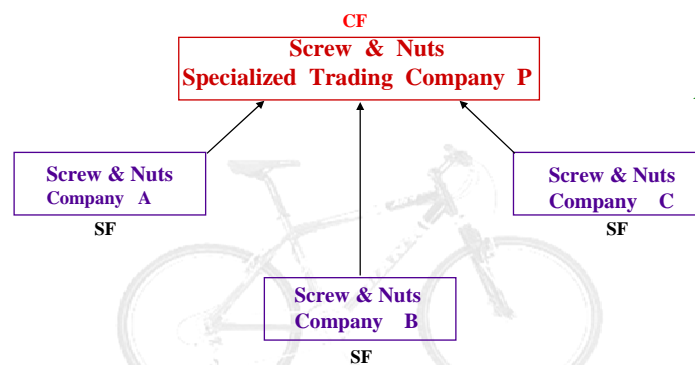 CF
Screw & Nuts
Specialized Trading Company P
Screw & Nuts
Company A
SF
Screw & Nuts
Company C
SF
Screw & Nuts
Company B
SF